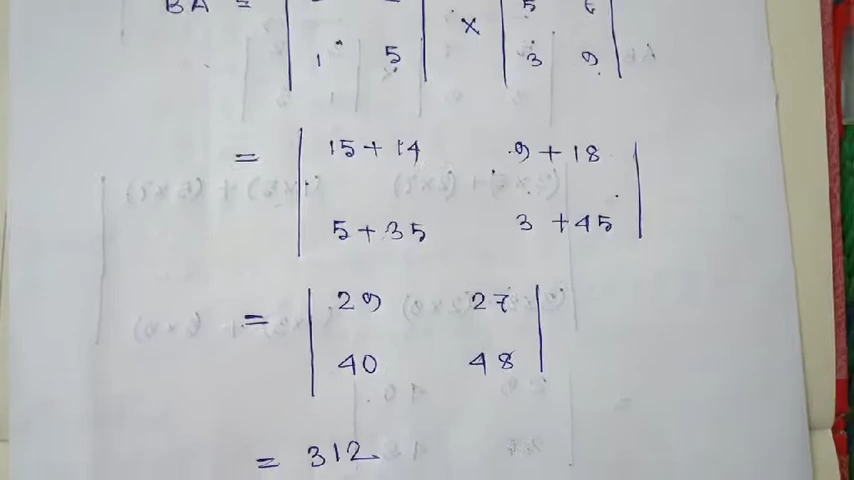 BA = | | × | 5 |
| 1 5 | | 3 9 |
= | 15 + 14 9 + 18 |
| 5 + 35 3 + 45 |
= | 29 27 |
| 40 48 |
= 312